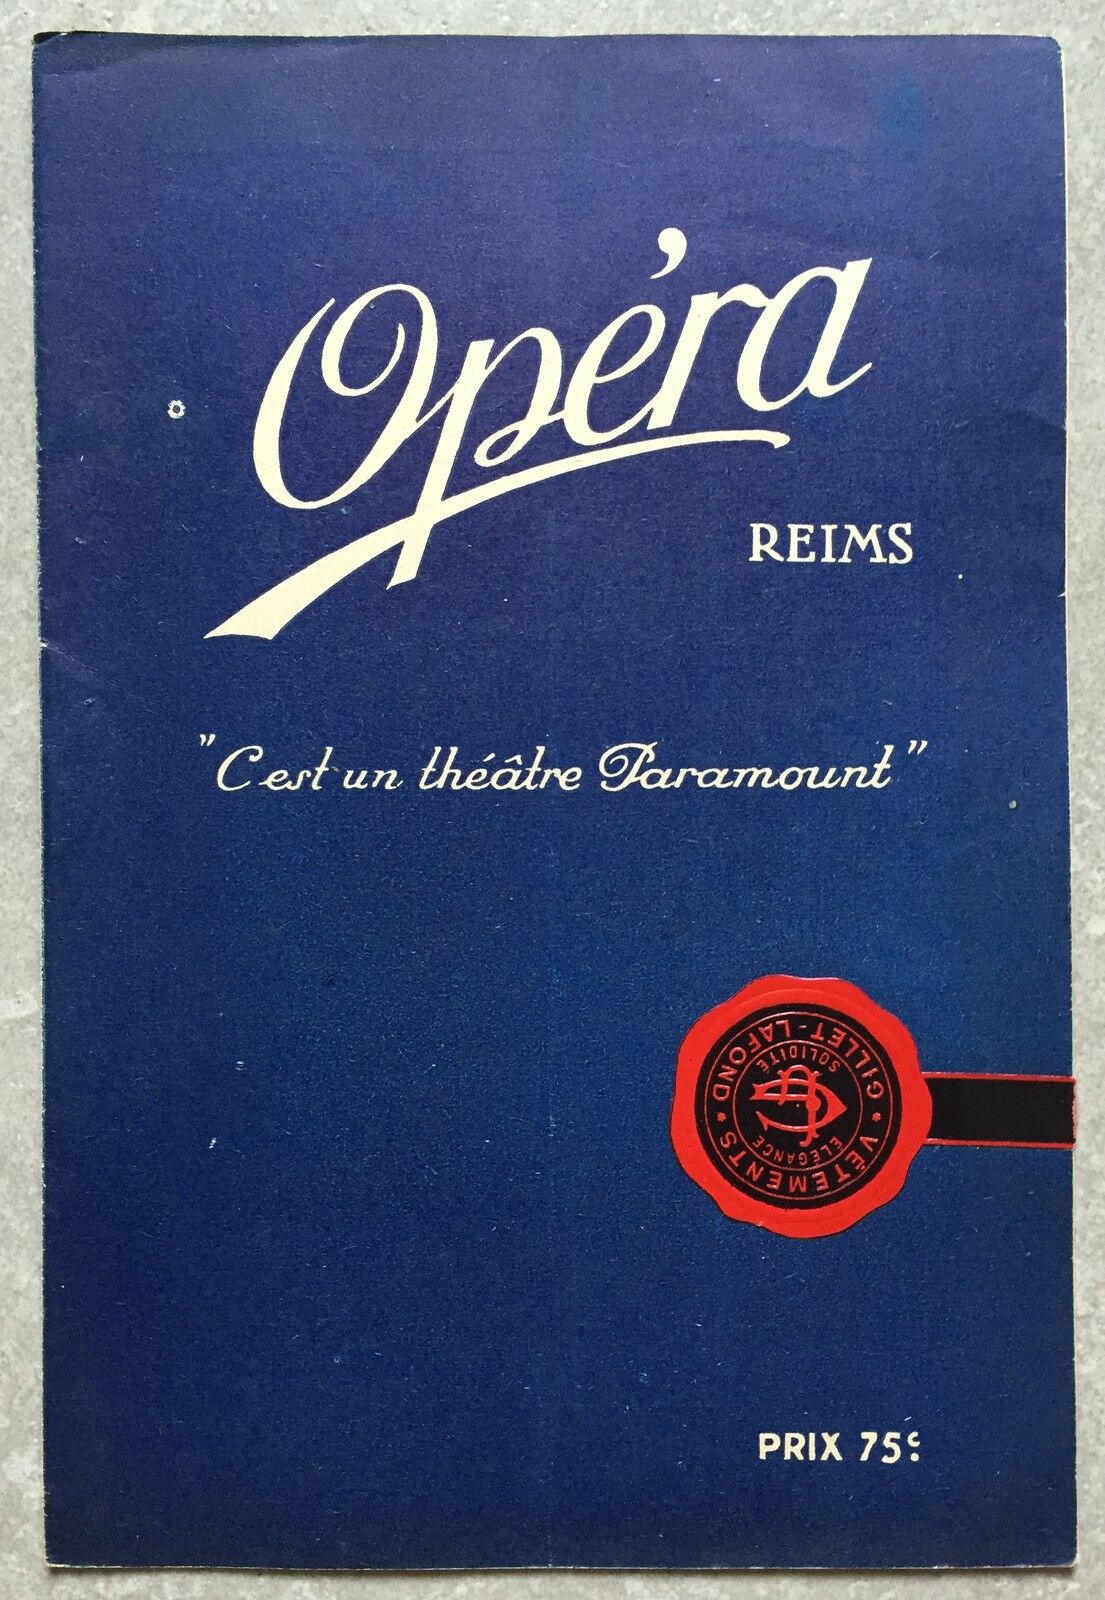 Opéra
REIMS
"C'est un théâtre Paramount"
VÊTEMENTS * GILLET-LAFOND *
ÉLÉGANCE
SOLIDITÉ
PRIX 75c.